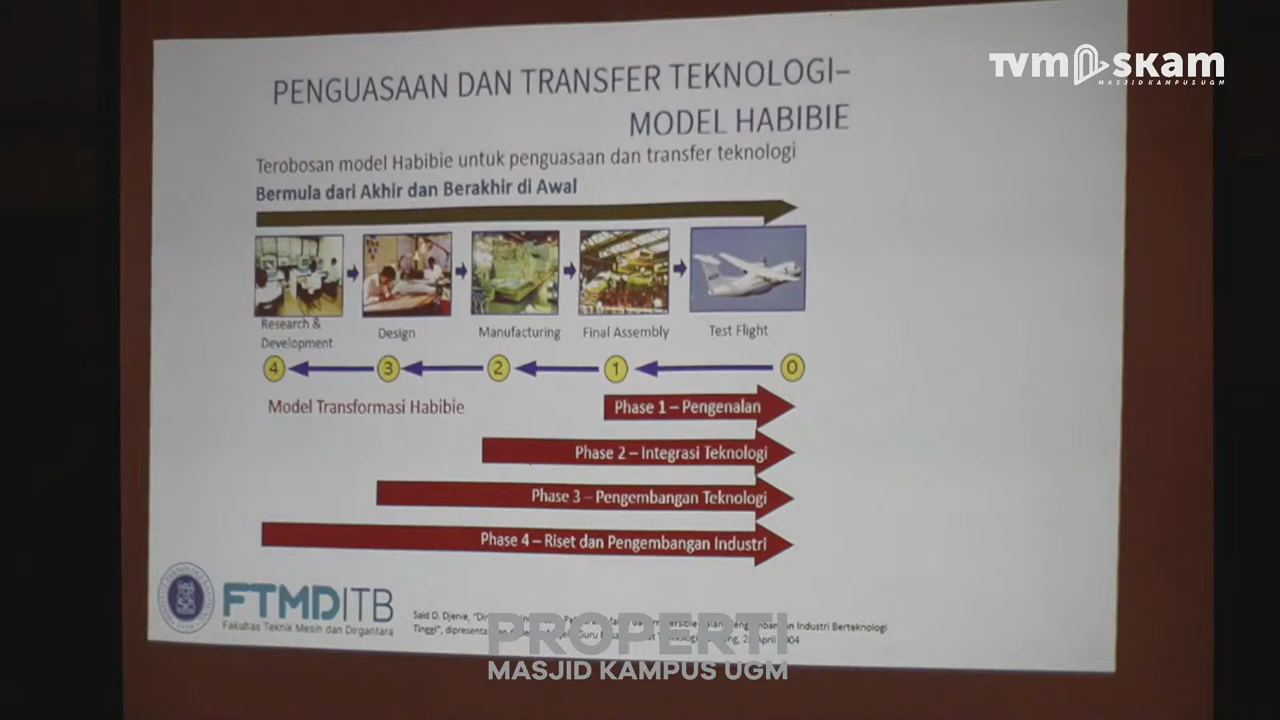 TVM SKAM
MASJID KAMPUS UGM
PENGUASAAN DAN TRANSFER TEKNOLOGI–
MODEL HABIBIE
Terobosan model Habibie untuk penguasaan dan transfer teknologi
Bermula dari Akhir dan Berakhir di Awal
Research &
Development
Design
Manufacturing
Final Assembly
Test Flight
4
3
2
1
0
Model Transformasi Habibie
Phase 1 – Pengenalan
Phase 2 – Integrasi Teknologi
Phase 3 – Pengembangan Teknologi
Phase 4 – Riset dan Pengembangan Industri
FTMD ITB
Fakultas Teknik Mesin dan Dirgantara
Said D. Djenie, Industri Berteknologi
Tinggi", Guru April
PROPERTI
MASJID KAMPUS UGM